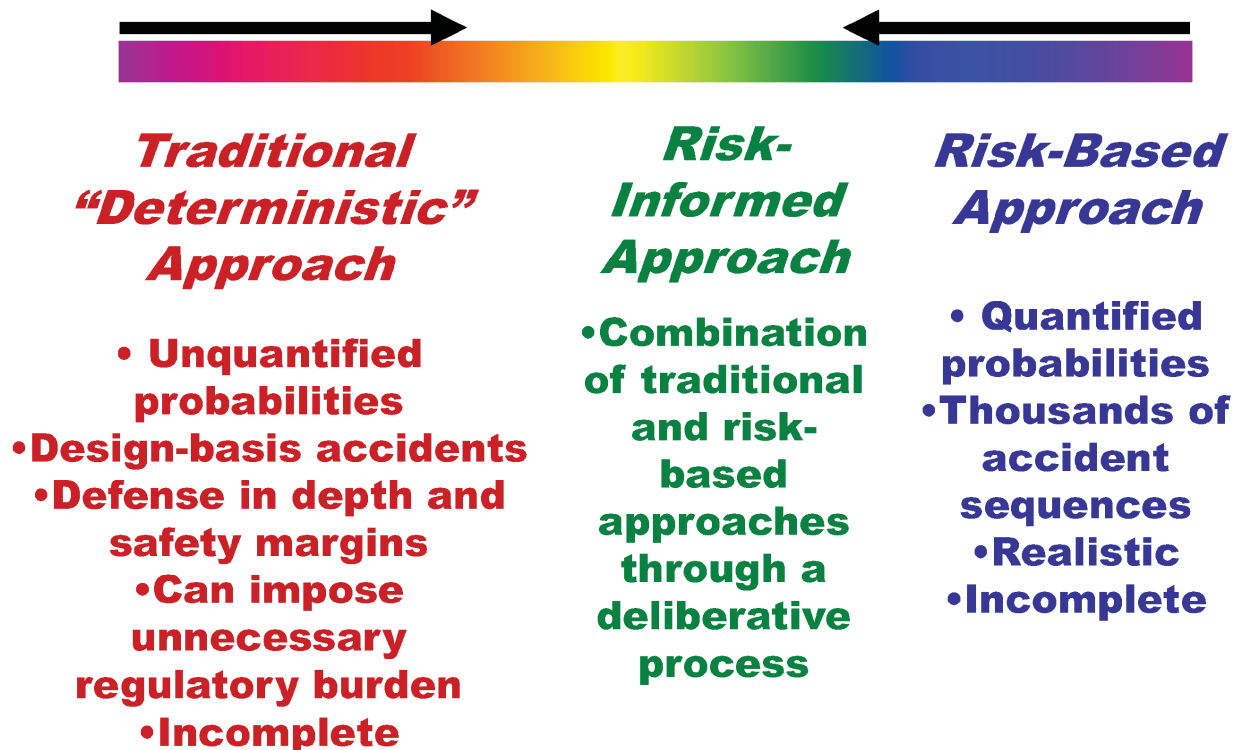 Traditional
“Deterministic”
Approach
• Unquantified
probabilities
•Design-basis accidents
•Defense in depth and
safety margins
•Can impose
unnecessary
regulatory burden
•Incomplete
Risk-
Informed
Approach
•Combination
of traditional
and risk-
based
approaches
through a
deliberative
process
Risk-Based
Approach
• Quantified
probabilities
•Thousands of
accident
sequences
•Realistic
•Incomplete